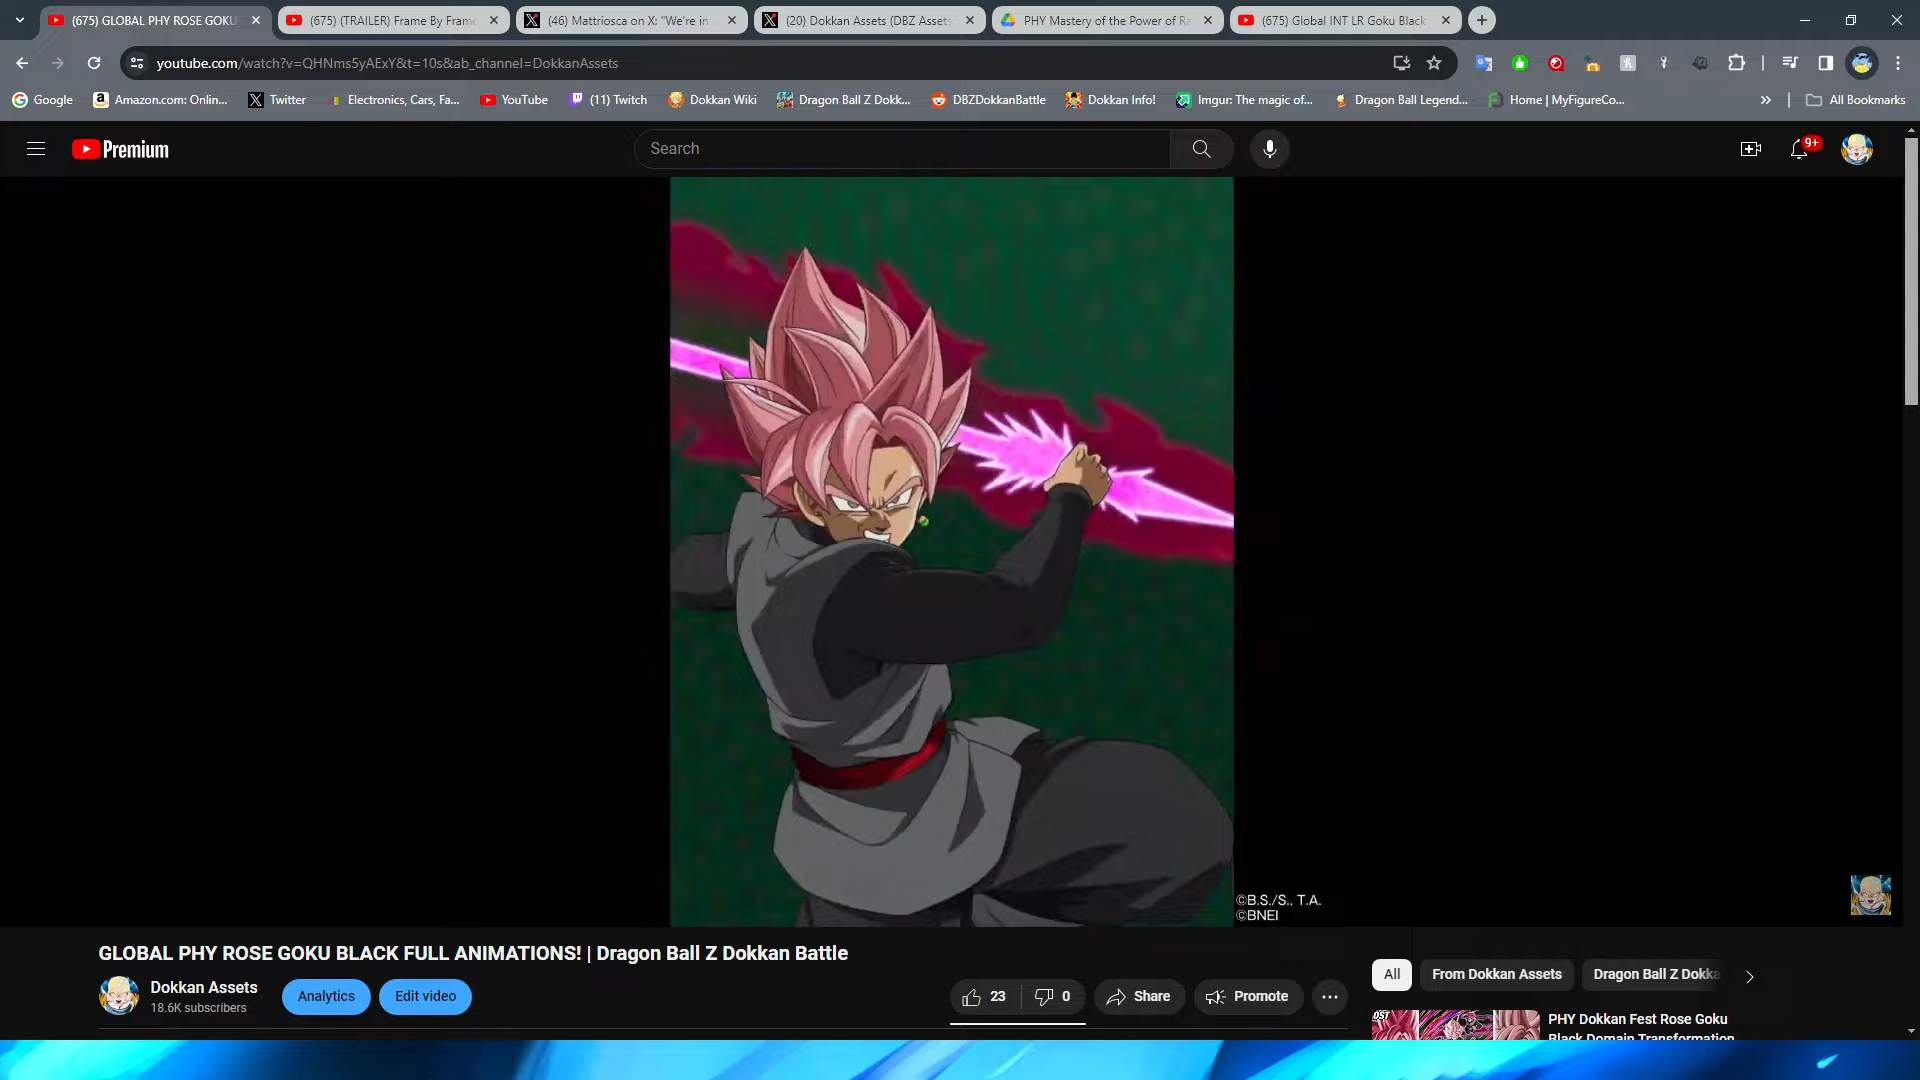 (675) GLOBAL PHY ROSE GOKU
(675) (TRAILER) Frame By Frame
(46) Mattriosca on X: "We're in
(20) Dokkan Assets (DBZ Assets
PHY Mastery of the Power of Ra
(675) Global INT LR Goku Black
youtube.com/watch?v=QHNms5yAExY&t=10s&ab_channel=DokkanAssets
Google
Amazon.com: Onlin...
Twitter
Electronics, Cars, Fa...
YouTube
(11) Twitch
Dokkan Wiki
Dragon Ball Z Dokk...
DBZDokkanBattle
Dokkan Info!
Imgur: The magic of...
Dragon Ball Legend...
Home | MyFigureCo...
All Bookmarks
Premium
Search
9+
©B.S./S., T.A.
©BNEI
GLOBAL PHY ROSE GOKU BLACK FULL ANIMATIONS! | Dragon Ball Z Dokkan Battle
Dokkan Assets
18.6K subscribers
Analytics
Edit video
23
0
Share
Promote
All
From Dokkan Assets
Dragon Ball Z Dokka
OST
PHY Dokkan Fest Rose Goku
Black Domain Transformation